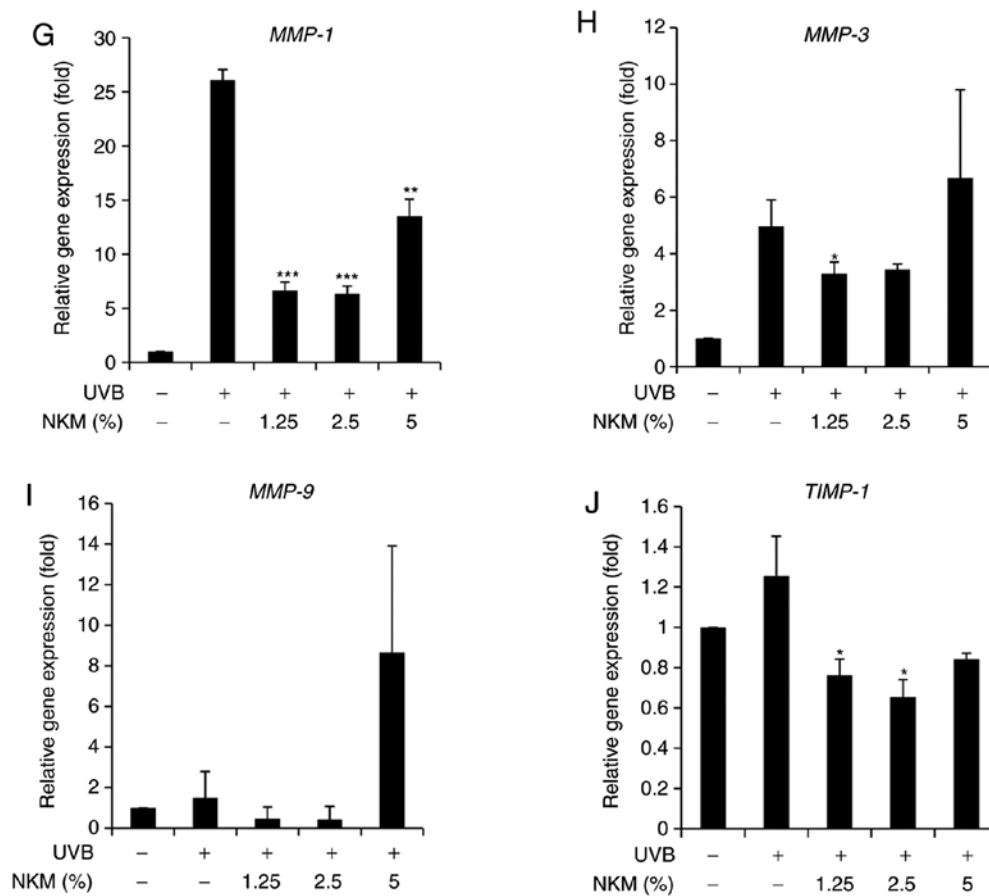 G
MMP-1
Relative gene expression (fold)
30
25
20
15
10
5
0
***
***
**
UVB – + + + +
NKM (%) – – 1.25 2.5 5
H
MMP-3
Relative gene expression (fold)
12
10
8
6
4
2
0
*
UVB – + + + +
NKM (%) – – 1.25 2.5 5
I
MMP-9
Relative gene expression (fold)
16
14
12
10
8
6
4
2
0
UVB – + + + +
NKM (%) – – 1.25 2.5 5
J
TIMP-1
Relative gene expression (fold)
1.6
1.4
1.2
1
0.8
0.6
0.4
0.2
0
*
*
UVB – + + + +
NKM (%) – – 1.25 2.5 5